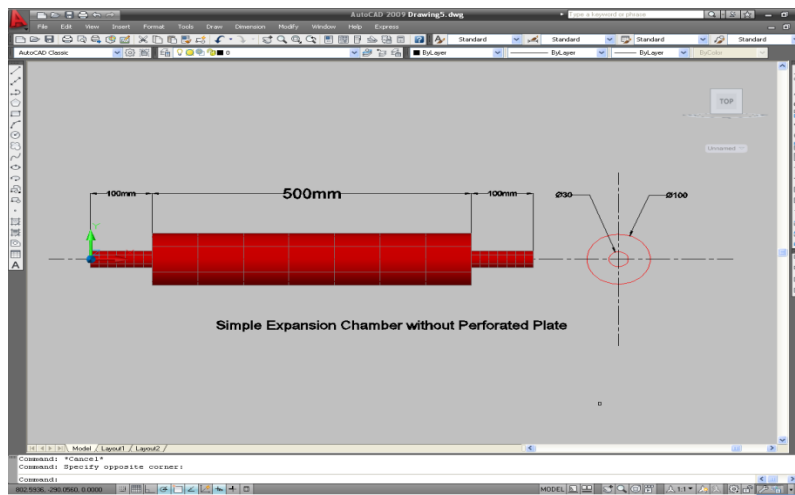 AutoCAD 2009 Drawing5.dwg
Type a keyword or phrase
File Edit View Insert Format Tools Draw Dimension Modify Window Help Express
Standard Standard Standard Standard
AutoCAD Classic 0 ByLayer ByLayer ByLayer ByColor
TOP
Unnamed
100mm 500mm 100mm Ø30 Ø100
Simple Expansion Chamber without Perforated Plate
Model / Layout1 / Layout2
Command: *Cancel*
Command: Specify opposite corner:
Command:
802.5936, -290.0560, 0.0000 MODEL 1:1